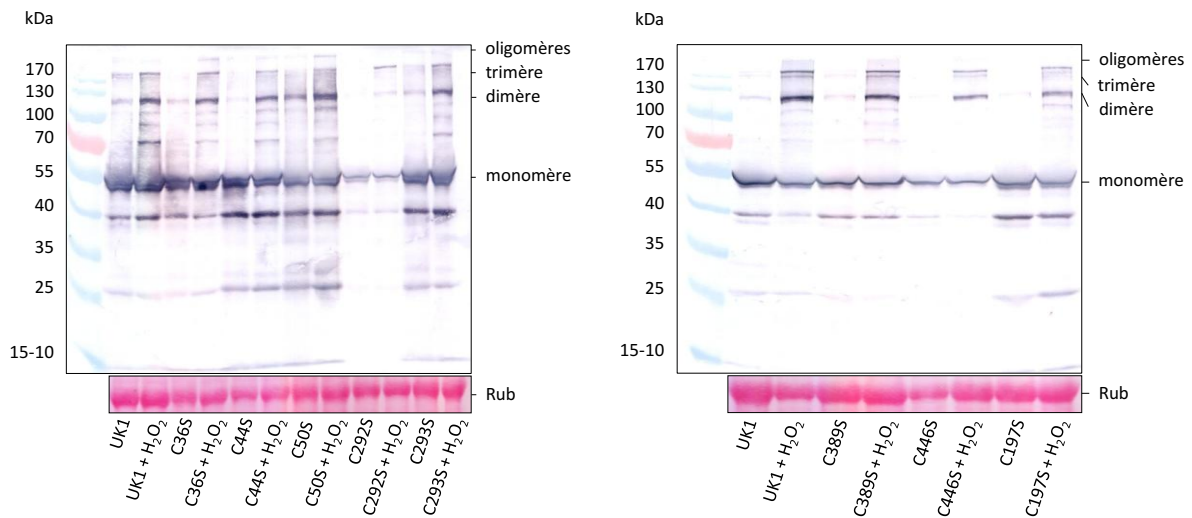 kDa
170
130
100
70
55
40
35
25
15-10
oligomères
trimère
dimère
monomère
Rub
UK1
UK1 + H₂O₂
C36S
C36S + H₂O₂
C44S
C44S + H₂O₂
C50S
C50S + H₂O₂
C292S
C292S + H₂O₂
C293S
C293S + H₂O₂
kDa
170
130
100
70
55
40
35
25
15-10
oligomères
trimère
dimère
monomère
Rub
UK1
UK1 + H₂O₂
C389S
C389S + H₂O₂
C446S
C446S + H₂O₂
C197S
C197S + H₂O₂